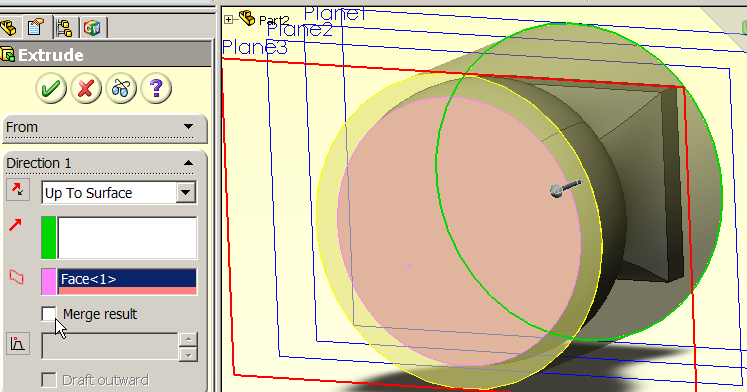 Extrude
?
From
Direction 1
Up To Surface
Face<1>
Merge result
Draft outward
Part2
Plane1
Plane2
Plane3